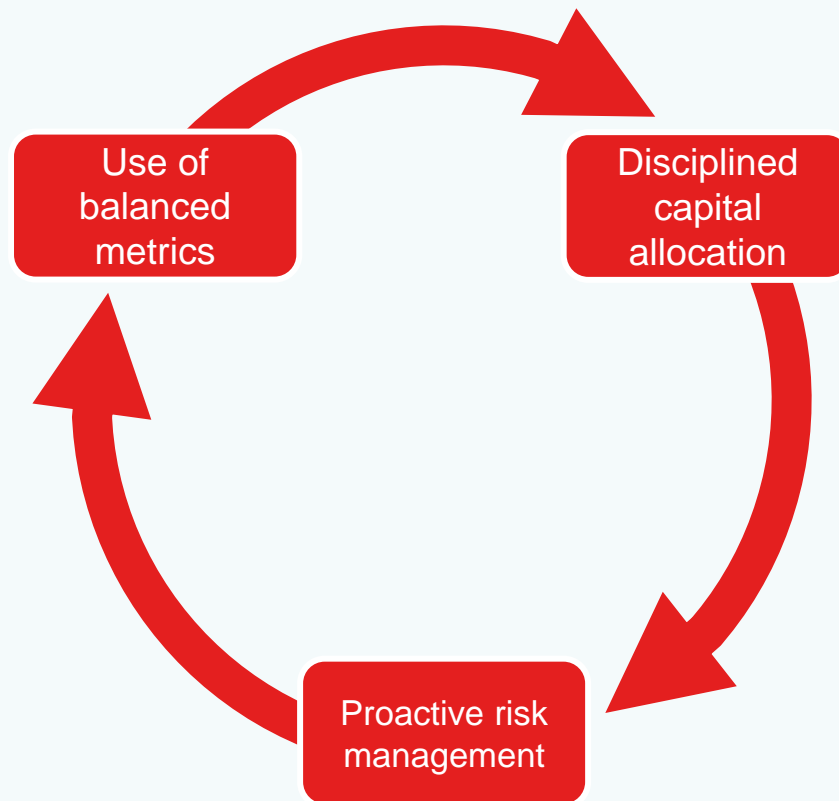 Use of
balanced
metrics
Disciplined
capital
allocation
Proactive risk
management